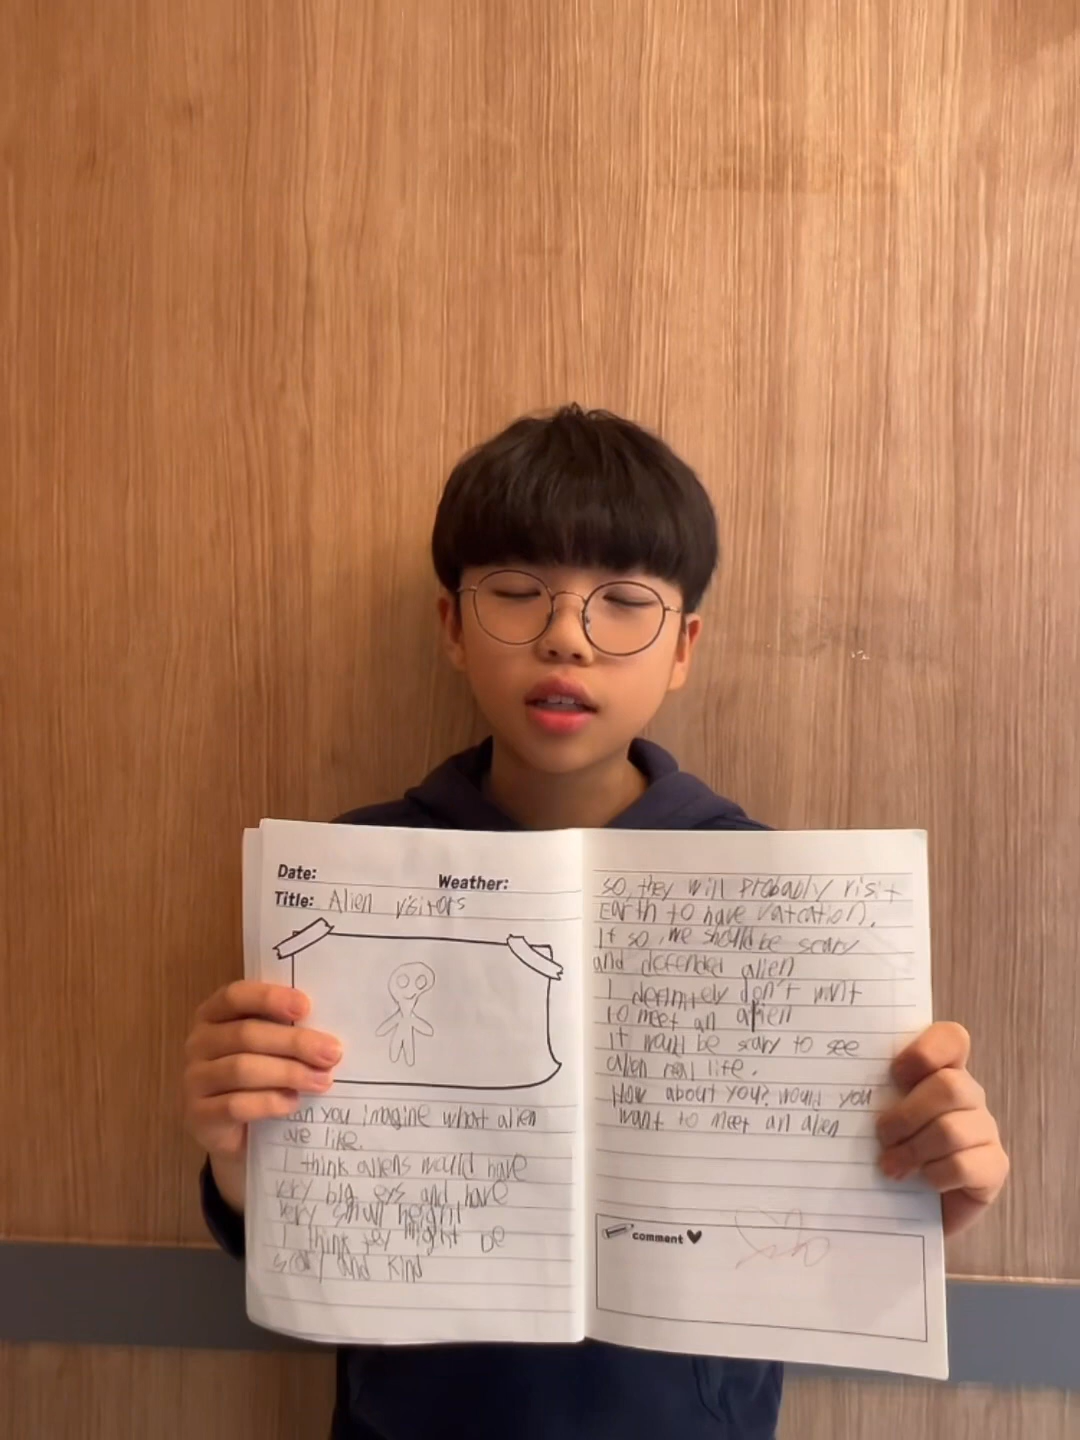 Date:
Weather:
Title: Alien visitors
can you imagine what alien
are like.
I think aliens would have
very big eys and have
very small height
I think tey might be
scary and kind
so, they will probably visit
Earth to have vatcation.
If so, we should be scary
and defended alien
I definitely don't want
to meet an alien
it would be scary to see
alien real life.
How about you? would you
want to meet an alien
comment